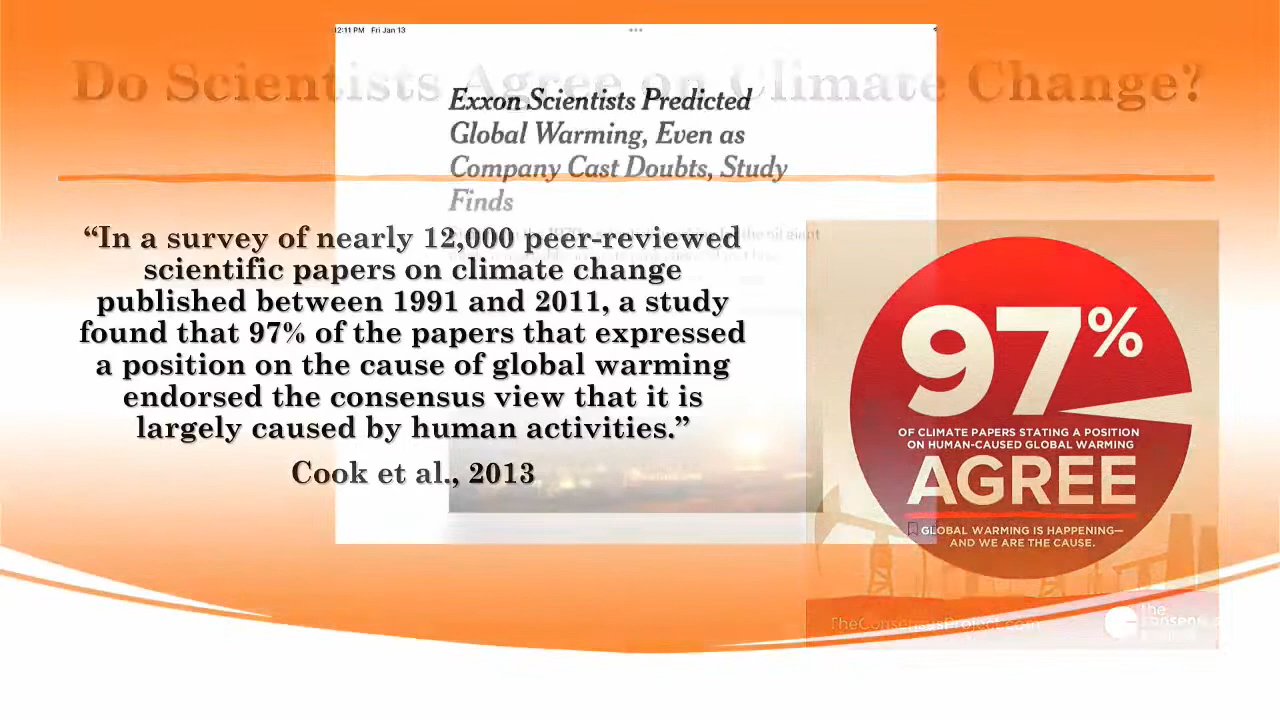 12:11 PM Fri Jan 13
Do Scientists Agree on Climate Change?
Exxon Scientists Predicted
Global Warming, Even as
Company Cast Doubts, Study
Finds
“In a survey of nearly 12,000 peer-reviewed
scientific papers on climate change
published between 1991 and 2011, a study
found that 97% of the papers that expressed
a position on the cause of global warming
endorsed the consensus view that it is
largely caused by human activities.”
Cook et al., 2013
97%
OF CLIMATE PAPERS STATING A POSITION
ON HUMAN-CAUSED GLOBAL WARMING
AGREE
GLOBAL WARMING IS HAPPENING—
AND WE ARE THE CAUSE.
TheConsensusProject.com
the